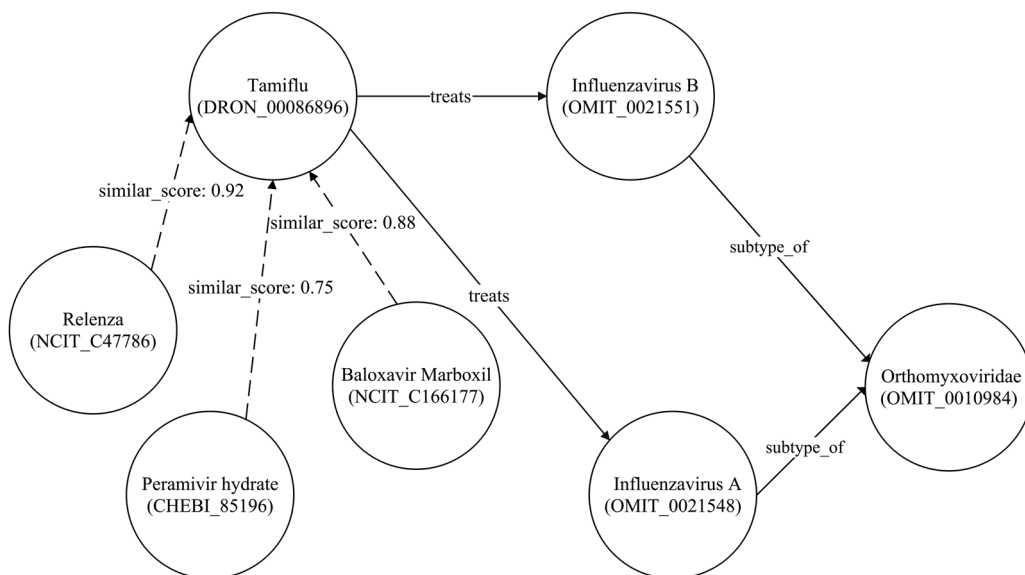 Tamiflu
(DRON_00086896)
treats
Influenzavirus B
(OMIT_0021551)
similar_score: 0.92
similar_score: 0.88
subtype_of
similar_score: 0.75
treats
Relenza
(NCIT_C47786)
Baloxavir Marboxil
(NCIT_C166177)
Orthomyxoviridae
(OMIT_0010984)
subtype_of
Peramivir hydrate
(CHEBI_85196)
Influenzavirus A
(OMIT_0021548)